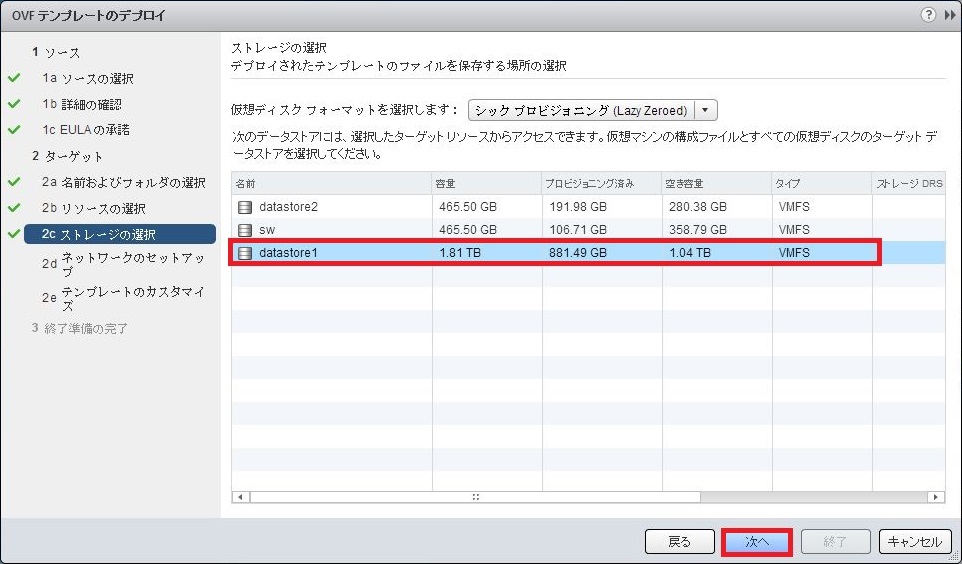 OVF テンプレートのデプロイ
1 ソース
1a ソースの選択
1b 詳細の確認
1c EULA の承諾
2 ターゲット
2a 名前およびフォルダの選択
2b リソースの選択
2c ストレージの選択
2d ネットワークのセットアッ
プ
2e テンプレートのカスタマイ
ズ
3 終了準備の完了
ストレージの選択
デプロイされたテンプレートのファイルを保存する場所の選択
仮想ディスク フォーマットを選択します： シック プロビジョニング (Lazy Zeroed)
次のデータストアには、選択したターゲット リソースからアクセスできます。仮想マシンの構成ファイルとすべての仮想ディスクのターゲット デ
ータストアを選択してください。
名前 容量 プロビジョニング済み 空き容量 タイプ ストレージ DRS
datastore2 465.50 GB 191.98 GB 280.38 GB VMFS
sw 465.50 GB 106.71 GB 358.79 GB VMFS
datastore1 1.81 TB 881.49 GB 1.04 TB VMFS
戻る 次へ 終了 キャンセル